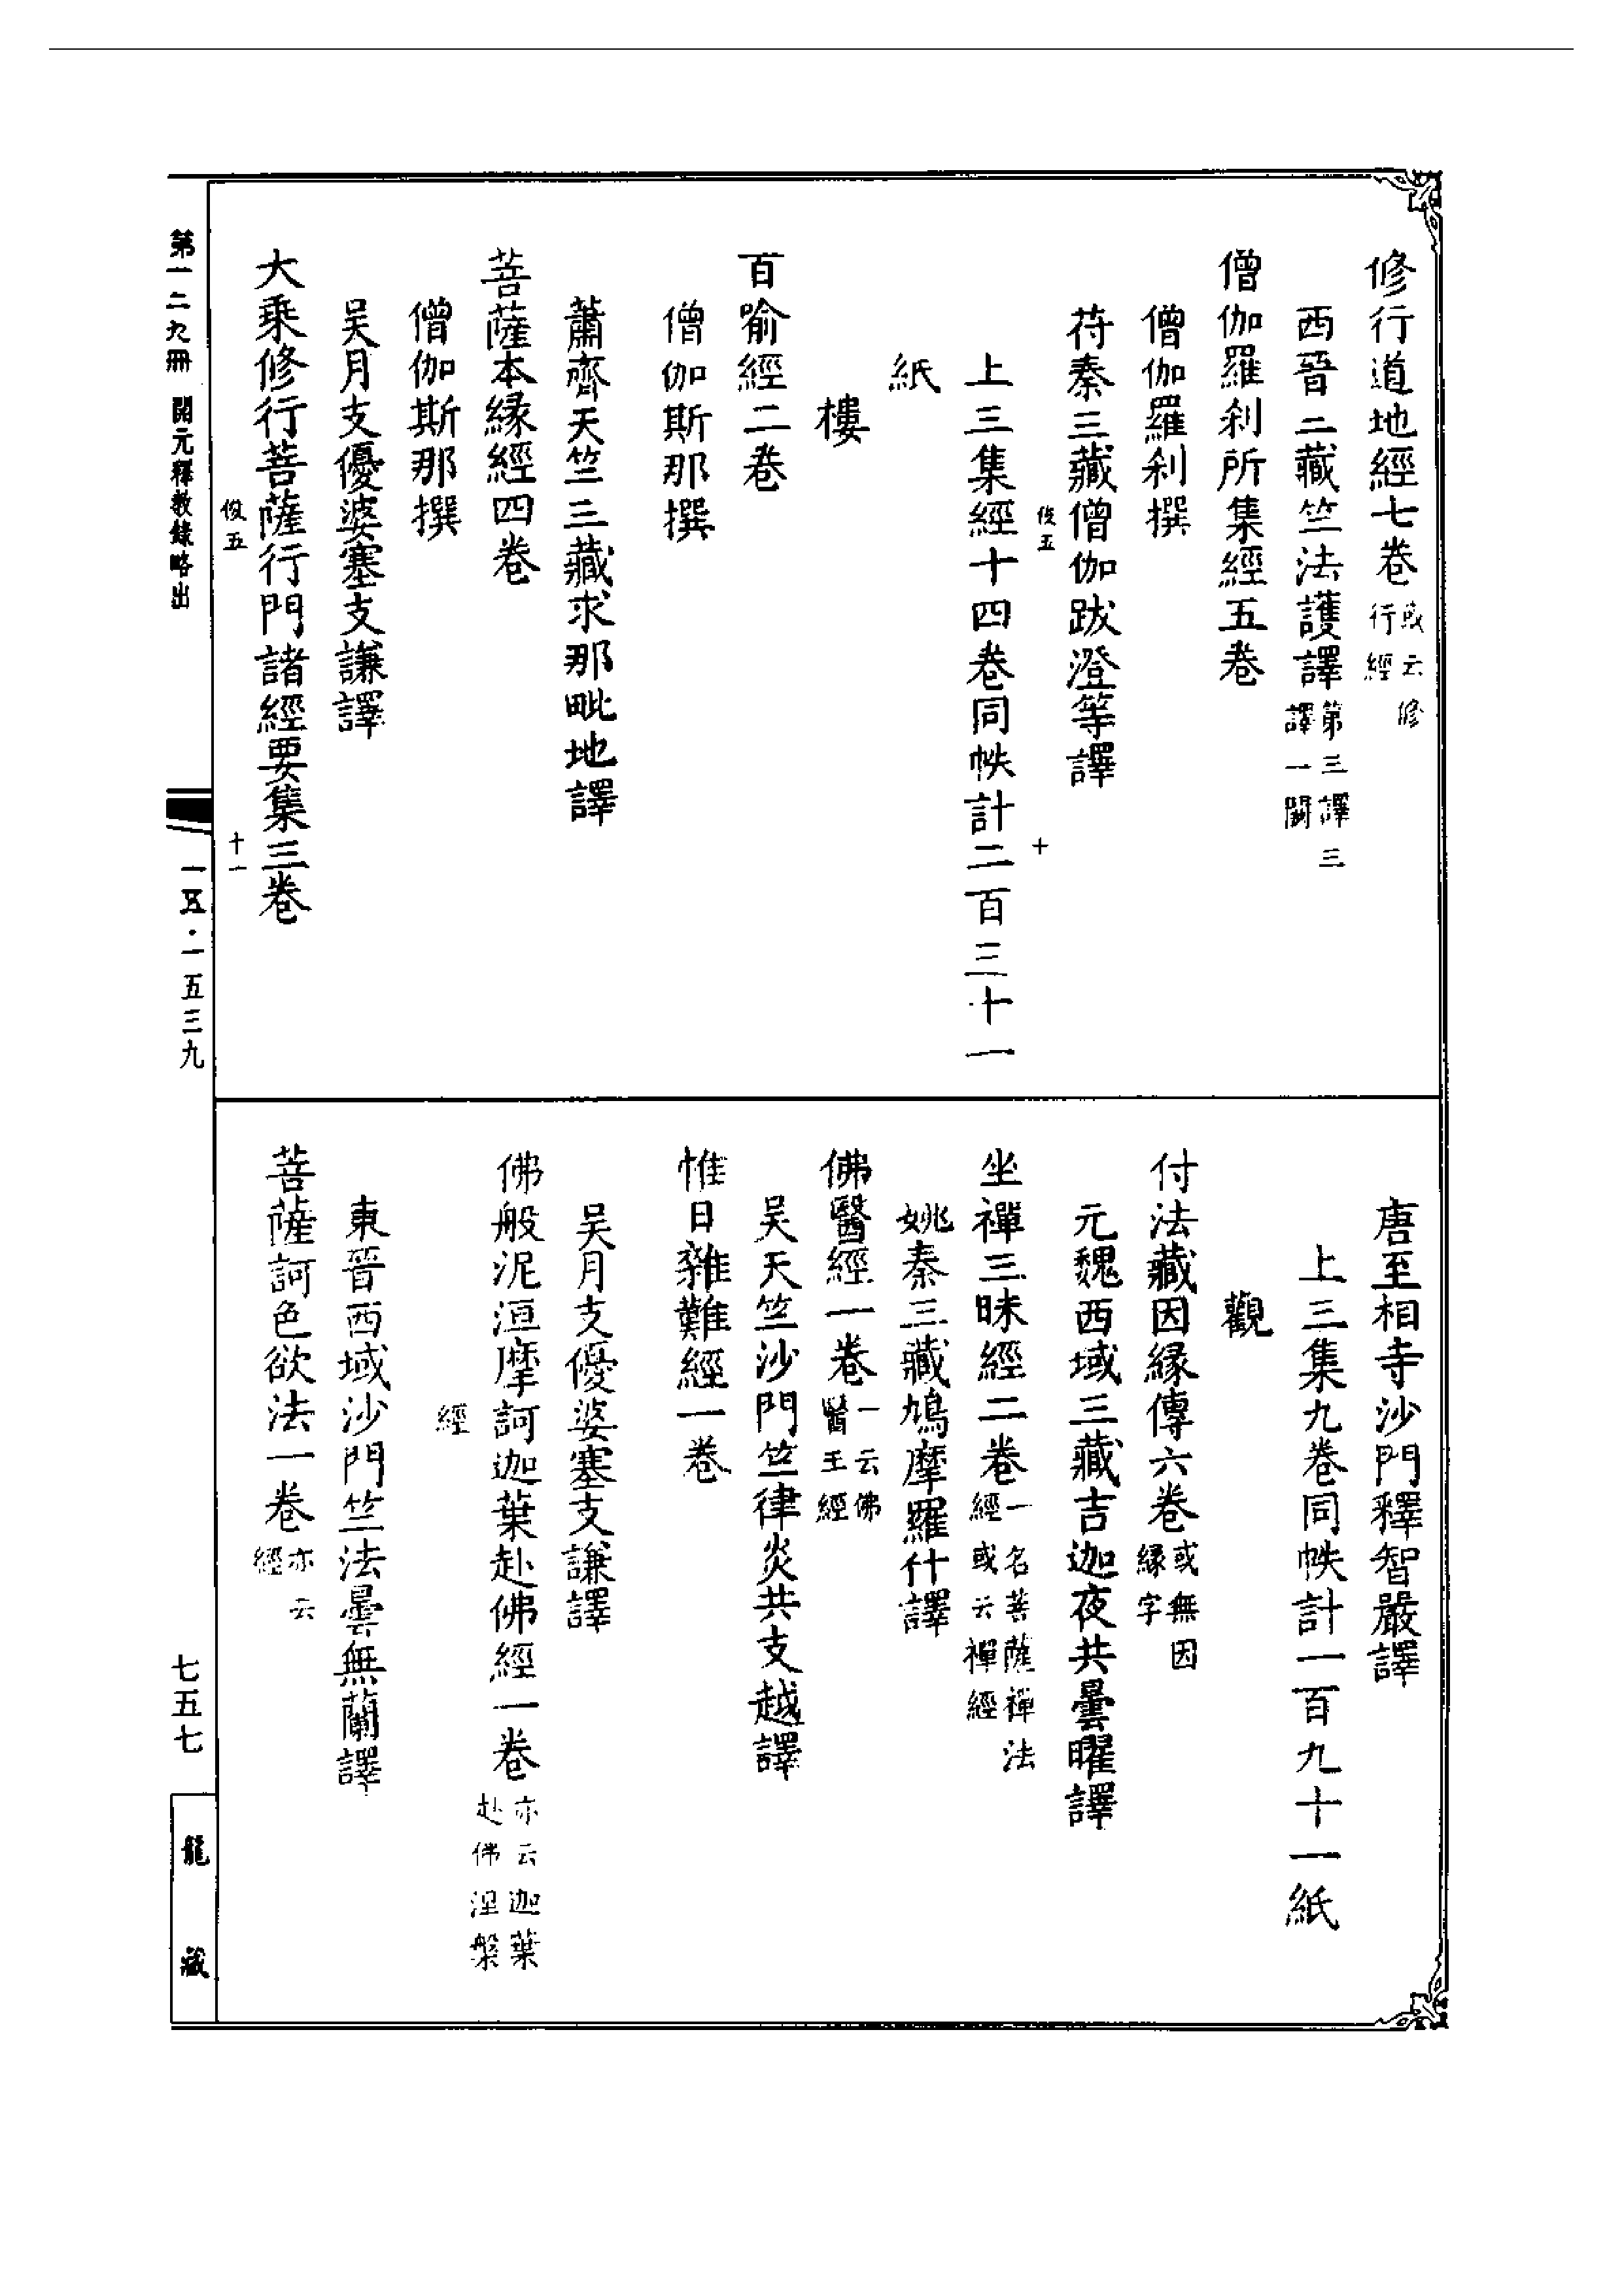 修行道地經七卷或云修行經
西晉三藏竺法護譯第三譯三譯一闕
僧伽羅剎所集經五卷
僧伽羅剎撰
苻秦三藏僧伽跋澄等譯
俊五 十
上三集經十四卷同帙計二百三十一
紙
樓
百喻經二卷
僧伽斯那撰
蕭齊天竺三藏求那毗地譯
菩薩本緣經四卷
僧伽斯那撰
吳月支優婆塞支謙譯
大乘修行菩薩行門諸經要集三卷
俊五 十一
唐至相寺沙門釋智嚴譯
上三集九卷同帙計一百九十一紙
觀
付法藏因緣傳六卷或無因緣字
元魏西域三藏吉迦夜共曇曜譯
坐禪三昧經二卷一名菩薩禪法經或云禪經
姚秦三藏鳩摩羅什譯
佛醫經一卷一云佛醫王經
吳天竺沙門竺律炎共支越譯
惟日雜難經一卷
吳月支優婆塞支謙譯
佛般泥洹摩訶迦葉赴佛經一卷亦云迦葉赴佛涅槃
經
東晉西域沙門竺法曇無蘭譯
菩薩訶色欲法一卷亦云經
第一二九冊 開元釋教錄略出
一五·一五三九
七五七
龍藏